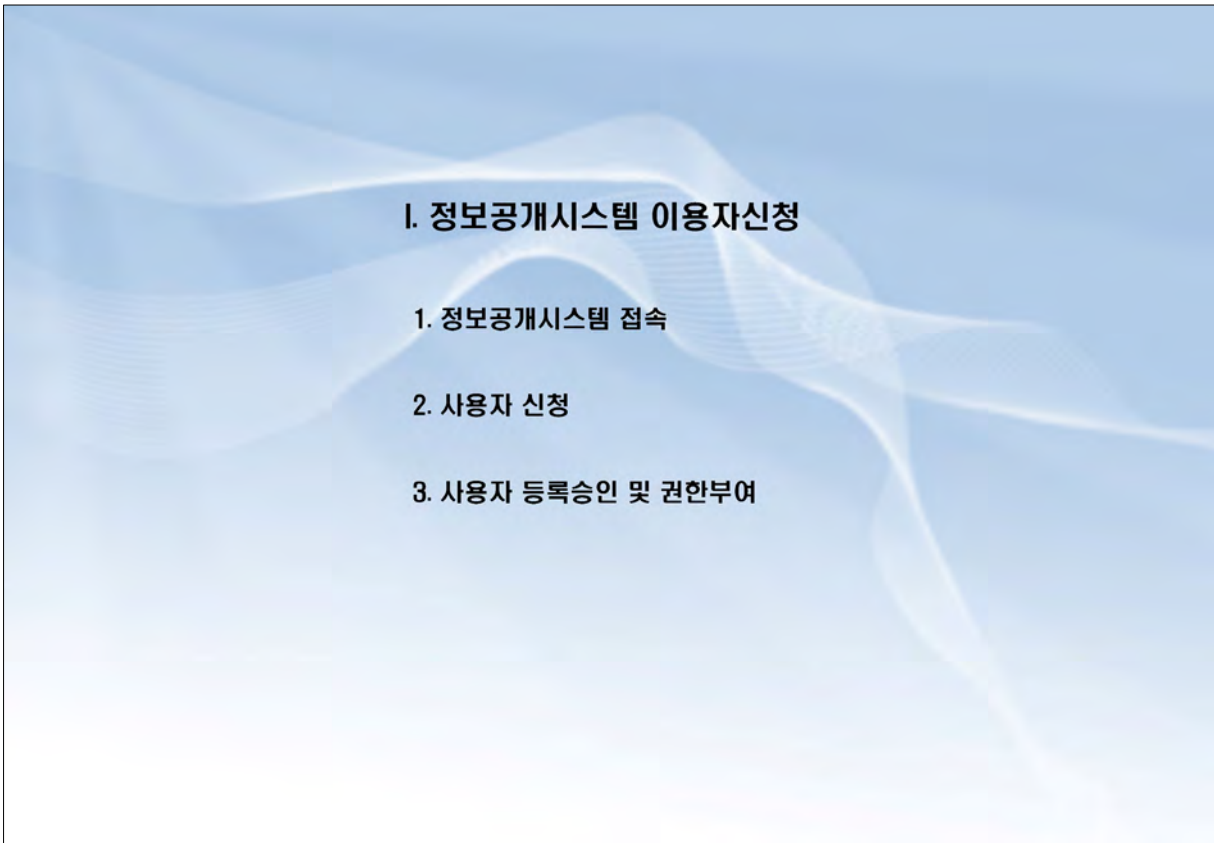 I. 정보공개시스템 이용자신청
1. 정보공개시스템 접속
2. 사용자 신청
3. 사용자 등록승인 및 권한부여